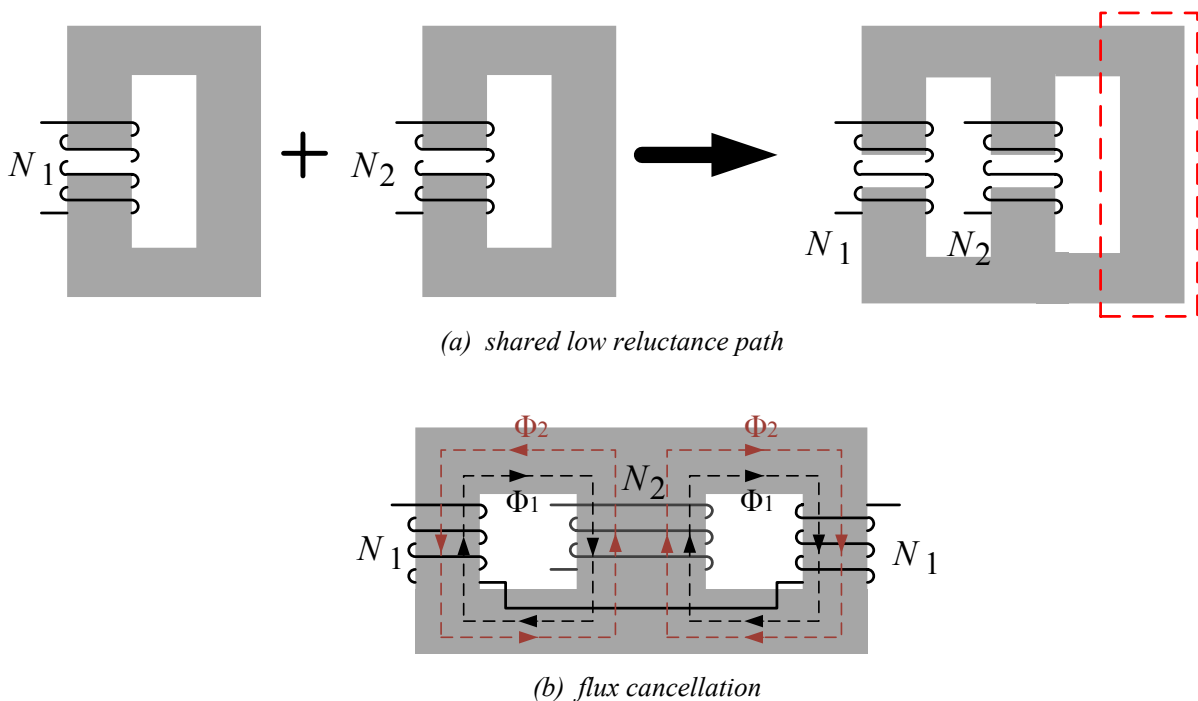 N1 + N2
N1 N2
(a) shared low reluctance path
Φ2 Φ2
N2
Φ1 Φ1
N1 N1
(b) flux cancellation